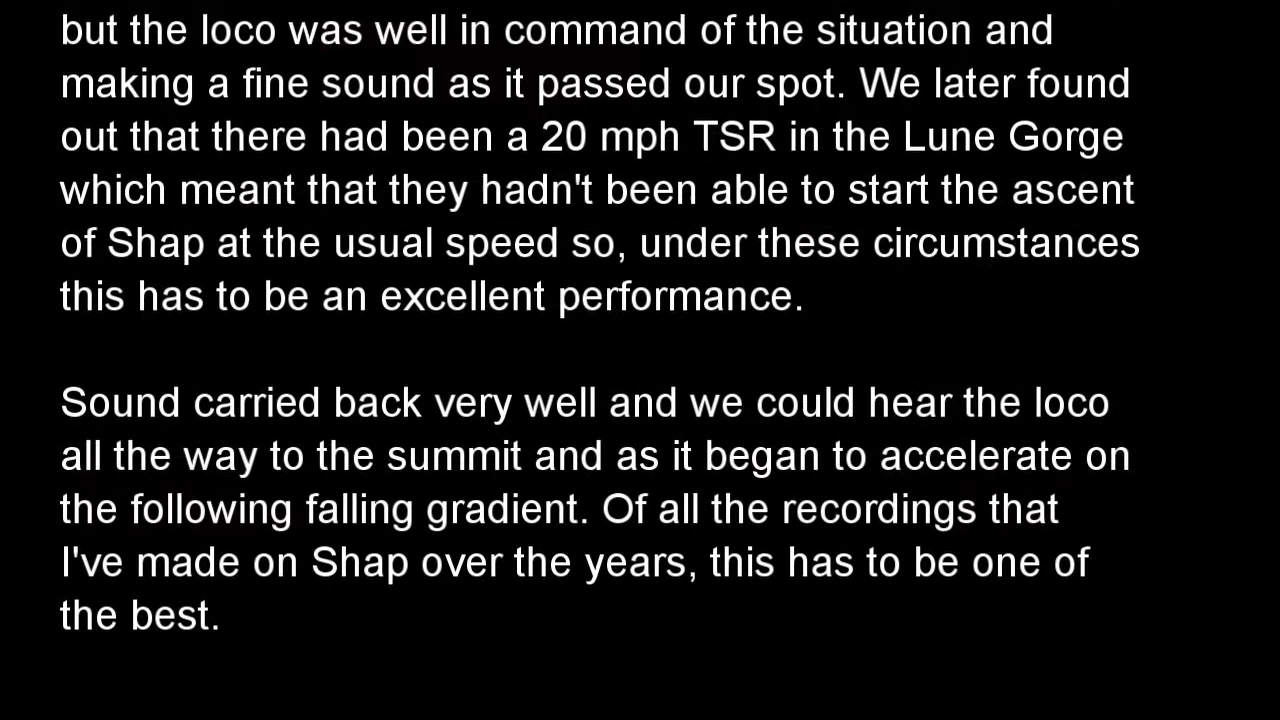 but the loco was well in command of the situation and
making a fine sound as it passed our spot. We later found
out that there had been a 20 mph TSR in the Lune Gorge
which meant that they hadn't been able to start the ascent
of Shap at the usual speed so, under these circumstances
this has to be an excellent performance.

Sound carried back very well and we could hear the loco
all the way to the summit and as it began to accelerate on
the following falling gradient. Of all the recordings that
I've made on Shap over the years, this has to be one of
the best.